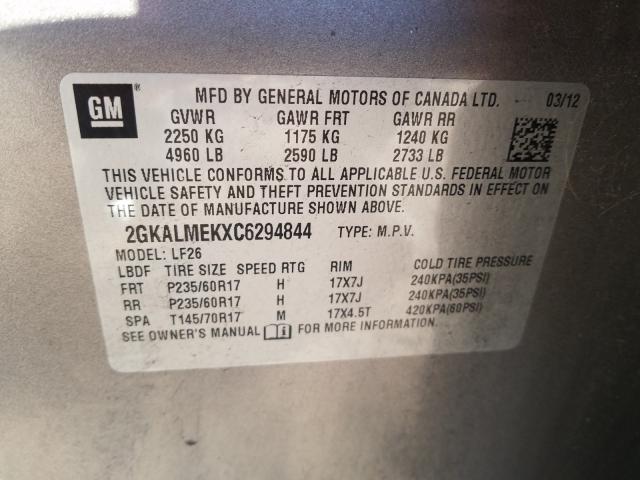 GM ®
MFD BY GENERAL MOTORS OF CANADA LTD. 03/12
GVWR GAWR FRT GAWR RR
2250 KG 1175 KG 1240 KG
4960 LB 2590 LB 2733 LB
THIS VEHICLE CONFORMS TO ALL APPLICABLE U.S. FEDERAL MOTOR
VEHICLE SAFETY AND THEFT PREVENTION STANDARDS IN EFFECT ON
THE DATE OF MANUFACTURE SHOWN ABOVE.
2GKALMEKXC6294844 TYPE: M.P.V.
MODEL: LF26
LBDF TIRE SIZE SPEED RTG RIM COLD TIRE PRESSURE
FRT P235/60R17 H 17X7J 240KPA(35PSI)
RR P235/60R17 H 17X7J 240KPA(35PSI)
SPA T145/70R17 M 17X4.5T 420KPA(60PSI)
SEE OWNER'S MANUAL FOR MORE INFORMATION